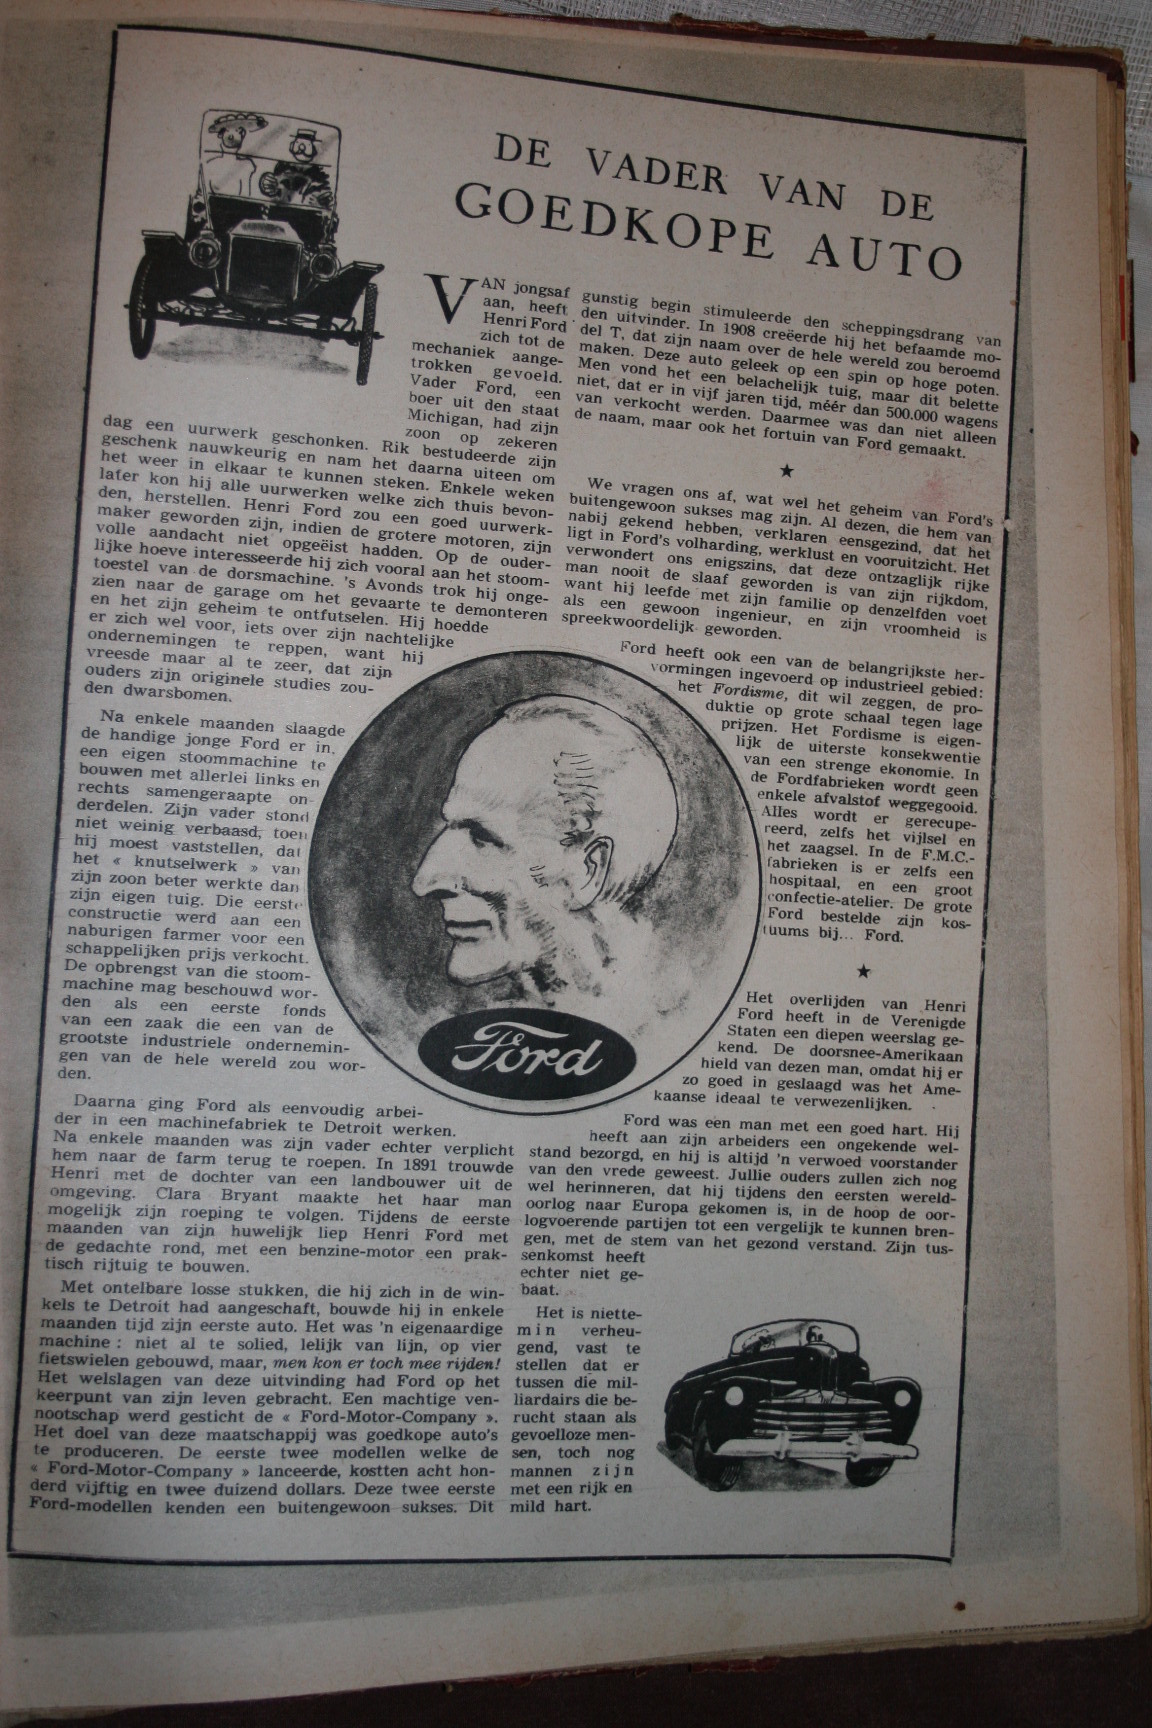 DE VADER VAN DE
GOEDKOPE AUTO
VAN jongsaf
aan, heeft
Henri Ford
zich tot de
mechaniek aange-
trokken gevoeld.
Vader Ford, een
boer uit den staat
Michigan, had zijn
zoon op zekeren
dag een uurwerk geschonken. Rik bestudeerde zijn
geschenk nauwkeurig en nam het daarna uiteen om
het weer in elkaar te kunnen steken. Enkele weken
later kon hij alle uurwerken welke zich thuis bevon-
den, herstellen. Henri Ford zou een goed uurwerk-
maker geworden zijn, indien de grotere motoren, zijn
volle aandacht niet opgeëist hadden. Op de ouder-
lijke hoeve interesseerde hij zich vooral aan het stoom-
toestel van de dorsmachine. 's Avonds trok hij onge-
zien naar de garage om het gevaarte te demonteren
en het zijn geheim te ontfutselen. Hij hoedde
er zich wel voor, iets over zijn nachtelijke
ondernemingen te reppen, want hij
vreesde maar al te zeer, dat zijn
ouders zijn originele studies zou-
den dwarsbomen.
Na enkele maanden slaagde
de handige jonge Ford er in,
een eigen stoommachine te
bouwen met allerlei links en
rechts samengeraapte on-
derdelen. Zijn vader stond
niet weinig verbaasd, toen
hij moest vaststellen, dat
het « knutselwerk » van
zijn zoon beter werkte dan
zijn eigen tuig. Die eerste
constructie werd aan een
naburigen farmer voor een
schappelijken prijs verkocht.
De opbrengst van die stoom-
machine mag beschouwd wor-
den als een eerste fonds
van een zaak die een van de
grootste industriele ondernemin-
gen van de hele wereld zou wor-
den.
Daarna ging Ford als eenvoudig arbei-
der in een machinefabriek te Detroit werken.
Na enkele maanden was zijn vader echter verplicht
hem naar de farm terug te roepen. In 1891 trouwde
Henri met de dochter van een landbouwer uit de
omgeving. Clara Bryant maakte het haar man
mogelijk zijn roeping te volgen. Tijdens de eerste
maanden van zijn huwelijk liep Henri Ford met
de gedachte rond, met een benzine-motor een prak-
tisch rijtuig te bouwen.
Met ontelbare losse stukken, die hij zich in de win-
kels te Detroit had aangeschaft, bouwde hij in enkele
maanden tijd zijn eerste auto. Het was 'n eigenaardige
machine : niet al te solied, lelijk van lijn, op vier
fietswielen gebouwd, maar, men kon er toch mee rijden!
Het welslagen van deze uitvinding had Ford op het
keerpunt van zijn leven gebracht. Een machtige ven-
nootschap werd gesticht de « Ford-Motor-Company ».
Het doel van deze maatschappij was goedkope auto's
te produceren. De eerste twee modellen welke de
« Ford-Motor-Company » lanceerde, kostten acht hon-
derd vijftig en twee duizend dollars. Deze twee eerste
Ford-modellen kenden een buitengewoon sukses. Dit
gunstig begin stimuleerde den scheppingsdrang van
den uitvinder. In 1908 creëerde hij het befaamde mo-
del T, dat zijn naam over de hele wereld zou beroemd
maken. Deze auto geleek op een spin op hoge poten.
Men vond het een belachelijk tuig, maar dit belette
niet, dat er in vijf jaren tijd, méér dan 500.000 wagens
van verkocht werden. Daarmee was dan niet alleen
de naam, maar ook het fortuin van Ford gemaakt.
★
We vragen ons af, wat wel het geheim van Ford's
buitengewoon sukses mag zijn. Al dezen, die hem van
nabij gekend hebben, verklaren eensgezind, dat het
ligt in Ford's volharding, werklust en vooruitzicht. Het
verwondert ons enigszins, dat deze ontzaglijk rijke
man nooit de slaaf geworden is van zijn rijkdom,
want hij leefde met zijn familie op denzelfden voet
als een gewoon ingenieur, en zijn vroomheid is
spreekwoordelijk geworden.
Ford heeft ook een van de belangrijkste her-
vormingen ingevoerd op industrieel gebied:
het Fordisme, dit wil zeggen, de pro-
duktie op grote schaal tegen lage
prijzen. Het Fordisme is eigen-
lijk de uiterste konsekwentie
van een strenge ekonomie. In
de Fordfabrieken wordt geen
enkele afvalstof weggegooid.
Alles wordt er gerecupe-
reerd, zelfs het vijlsel en
het zaagsel. In de F.M.C.-
fabrieken is er zelfs een
hospitaal, en een groot
confectie-atelier. De grote
Ford bestelde zijn kos-
tuums bij... Ford.
★
Het overlijden van Henri
Ford heeft in de Verenigde
Staten een diepen weerslag ge-
kend. De doorsnee-Amerikaan
hield van dezen man, omdat hij er
zo goed in geslaagd was het Ame-
kaanse ideaal te verwezenlijken.
Ford was een man met een goed hart. Hij
heeft aan zijn arbeiders een ongekende wel-
stand bezorgd, en hij is altijd 'n verwoed voorstander
van den vrede geweest. Jullie ouders zullen zich nog
wel herinneren, dat hij tijdens den eersten wereld-
oorlog naar Europa gekomen is, in de hoop de oor-
logvoerende partijen tot een vergelijk te kunnen bren-
gen, met de stem van het gezond verstand. Zijn tus-
senkomst heeft
echter niet ge-
baat.
Het is niette-
min verheu-
gend, vast te
stellen dat er
tussen die mil-
liardairs die be-
rucht staan als
gevoelloze men-
sen, toch nog
mannen zijn
met een rijk en
mild hart.
Ford